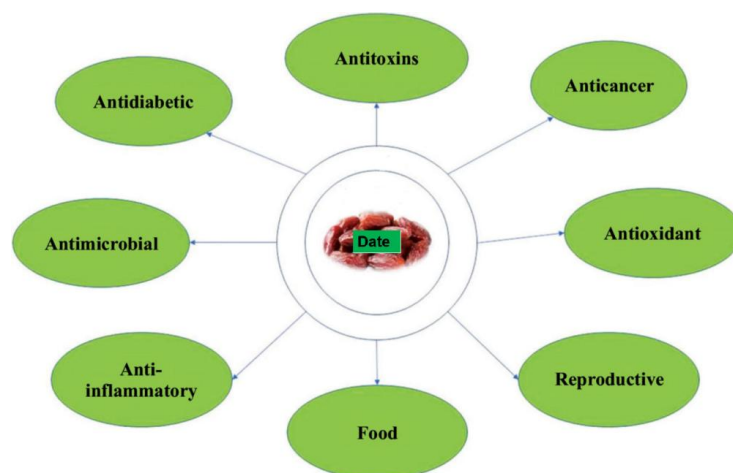 Antitoxins
Antidiabetic
Anticancer
Antimicrobial
Date
Antioxidant
Anti-
inflammatory
Reproductive
Food